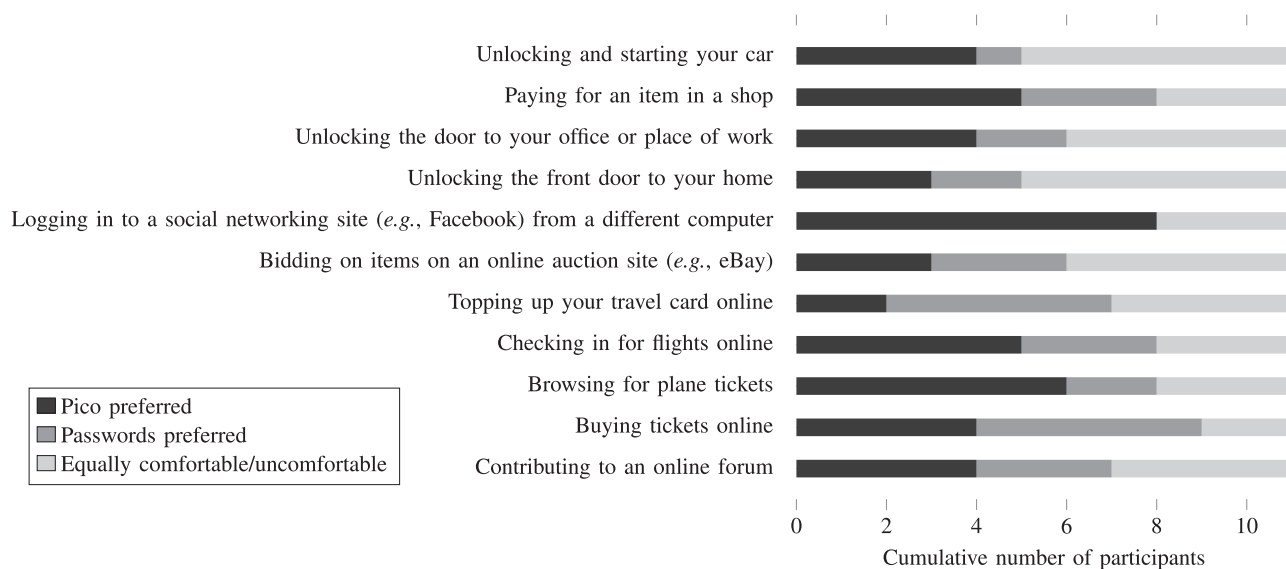 Unlocking and starting your car
Paying for an item in a shop
Unlocking the door to your office or place of work
Unlocking the front door to your home
Logging in to a social networking site (e.g., Facebook) from a different computer
Bidding on items on an online auction site (e.g., eBay)
Topping up your travel card online
Checking in for flights online
Browsing for plane tickets
Buying tickets online
Contributing to an online forum
Pico preferred
Passwords preferred
Equally comfortable/uncomfortable
0 2 4 6 8 10
Cumulative number of participants